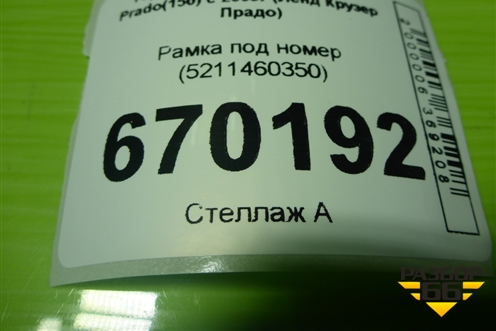 Prado(150) с 2009г (Ленд Крузер
Прадо)
Рамка под номер
(5211460350)
670192
Стеллаж А
2000006369208
РАЗБОР
66